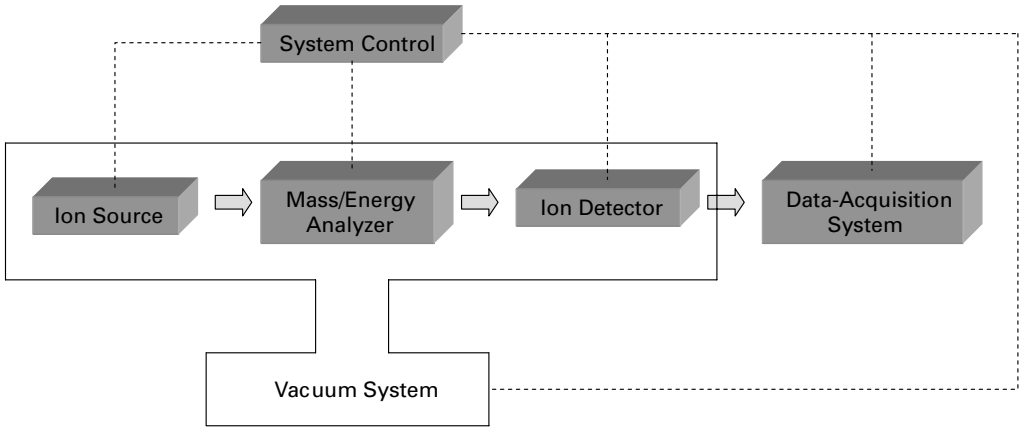 System Control
Ion Source
Mass/Energy
Analyzer
Ion Detector
Data-Acquisition
System
Vacuum System